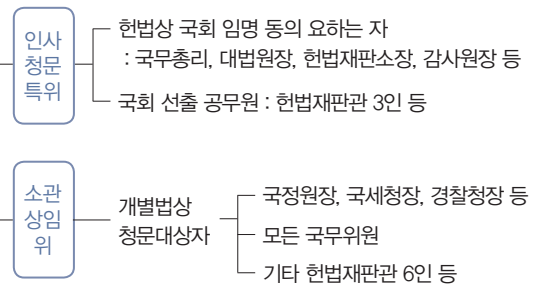 인사
청문
특위
헌법상 국회 임명 동의 요하는 자
: 국무총리, 대법원장, 헌법재판소장, 감사원장 등
국회 선출 공무원 : 헌법재판관 3인 등
소관
상임
위
개별법상
청문대상자
국정원장, 국세청장, 경찰청장 등
모든 국무위원
기타 헌법재판관 6인 등